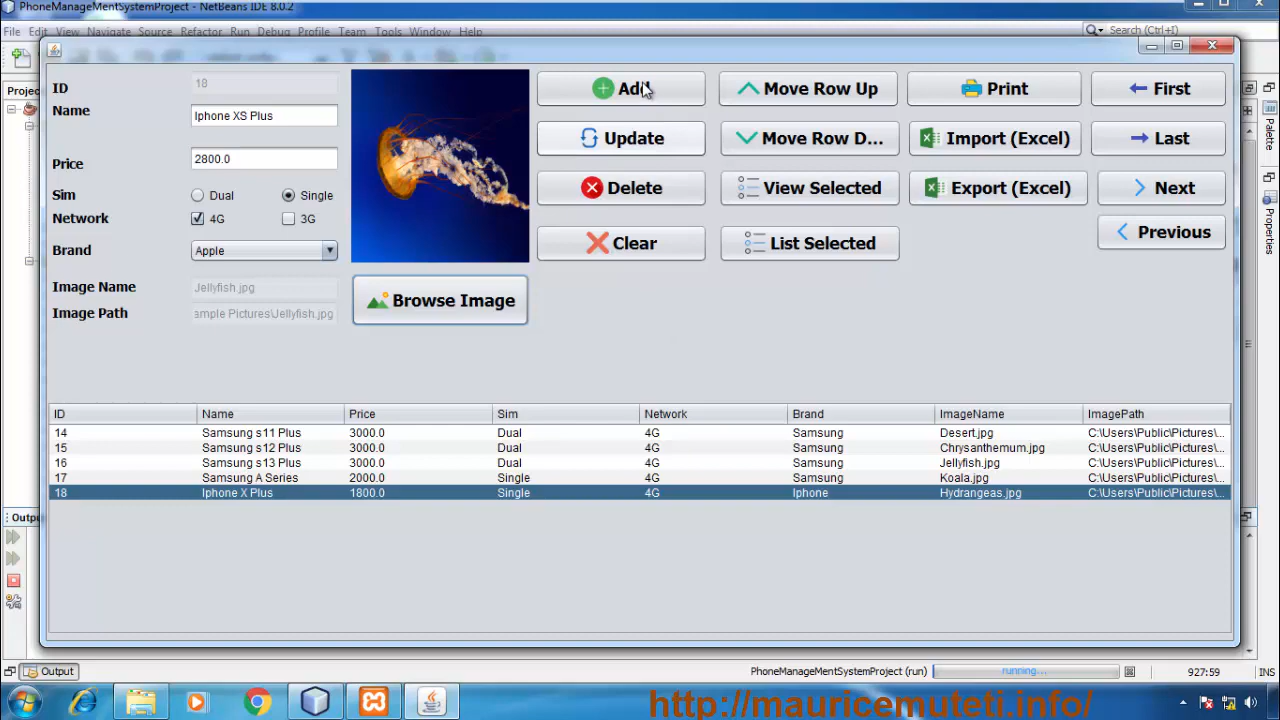 PhoneManageMentSystemProject - NetBeans IDE 8.0.2
File Edit View Navigate Source Refactor Run Debug Profile Team Tools Window Help
Search (Ctrl+I)
Projec
ID 18
Name Iphone XS Plus
Price 2800.0
Sim Dual Single
Network 4G 3G
Brand Apple
Image Name Jellyfish.jpg
Image Path ample Pictures\Jellyfish.jpg
Browse Image
Add Move Row Up Print First
Update Move Row D... Import (Excel) Last
Delete View Selected Export (Excel) Next
Clear List Selected Previous
Palette
Properties
ID Name Price Sim Network Brand ImageName ImagePath
14 Samsung s11 Plus 3000.0 Dual 4G Samsung Desert.jpg C:\Users\Public\Pictures\...
15 Samsung s12 Plus 3000.0 Dual 4G Samsung Chrysanthemum.jpg C:\Users\Public\Pictures\...
16 Samsung s13 Plus 3000.0 Dual 4G Samsung Jellyfish.jpg C:\Users\Public\Pictures\...
17 Samsung A Series 2000.0 Single 4G Samsung Koala.jpg C:\Users\Public\Pictures\...
18 Iphone X Plus 1800.0 Single 4G Iphone Hydrangeas.jpg C:\Users\Public\Pictures\...
Outpu
Output
PhoneManageMentSystemProject (run) running... 927:59 INS
http://mauricemuteti.info/